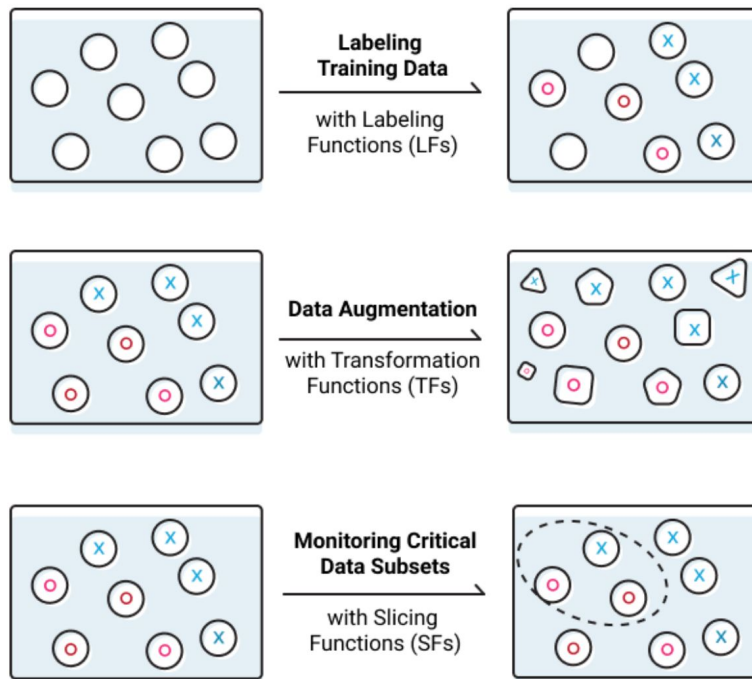 Labeling
Training Data
with Labeling
Functions (LFs)
X
X
O
O
O
X
Data Augmentation
with Transformation
Functions (TFs)
X
X
X
O
O
O
O
X
X
X
X
X
O
O
X
O
O
O
X
Monitoring Critical
Data Subsets
with Slicing
Functions (SFs)
X
X
X
O
O
O
O
X
X
X
X
O
O
O
O
X